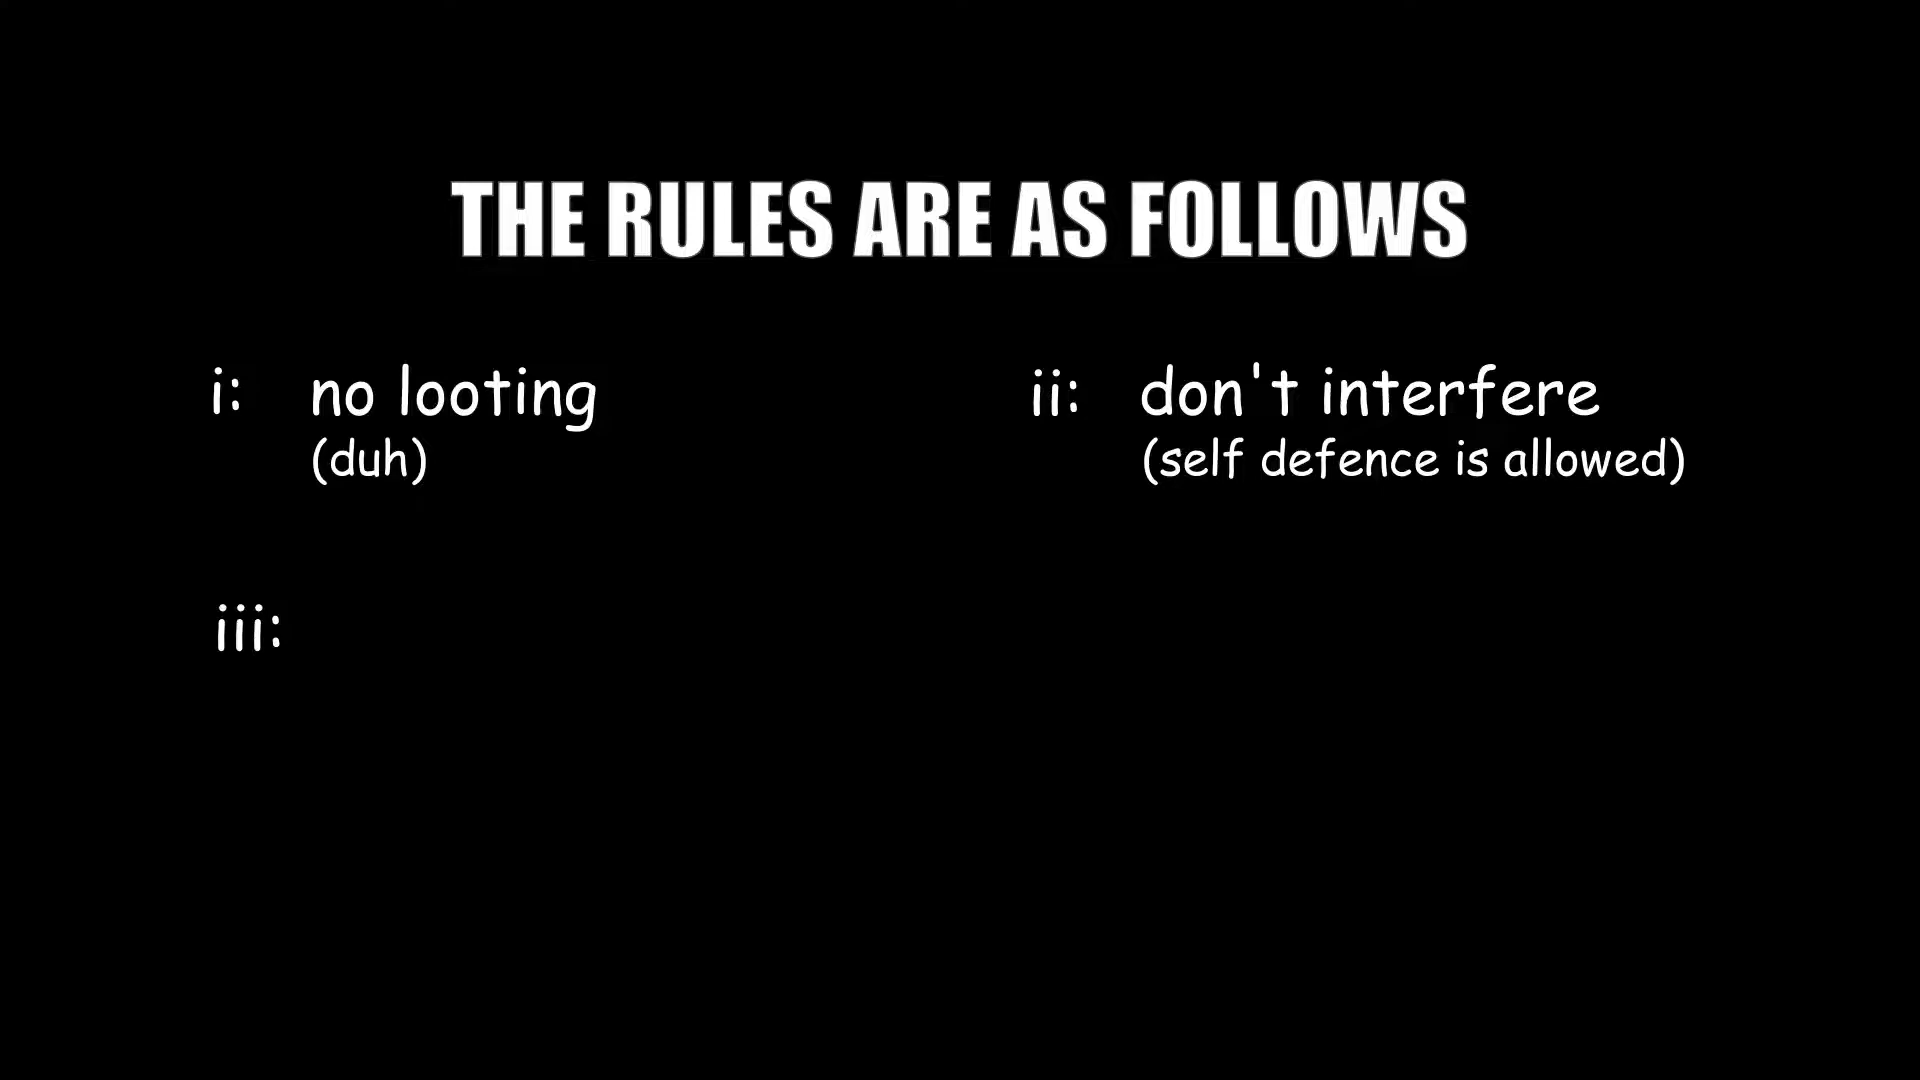 THE RULES ARE AS FOLLOWS
i: no looting
(duh)
ii: don't interfere
(self defence is allowed)
iii: